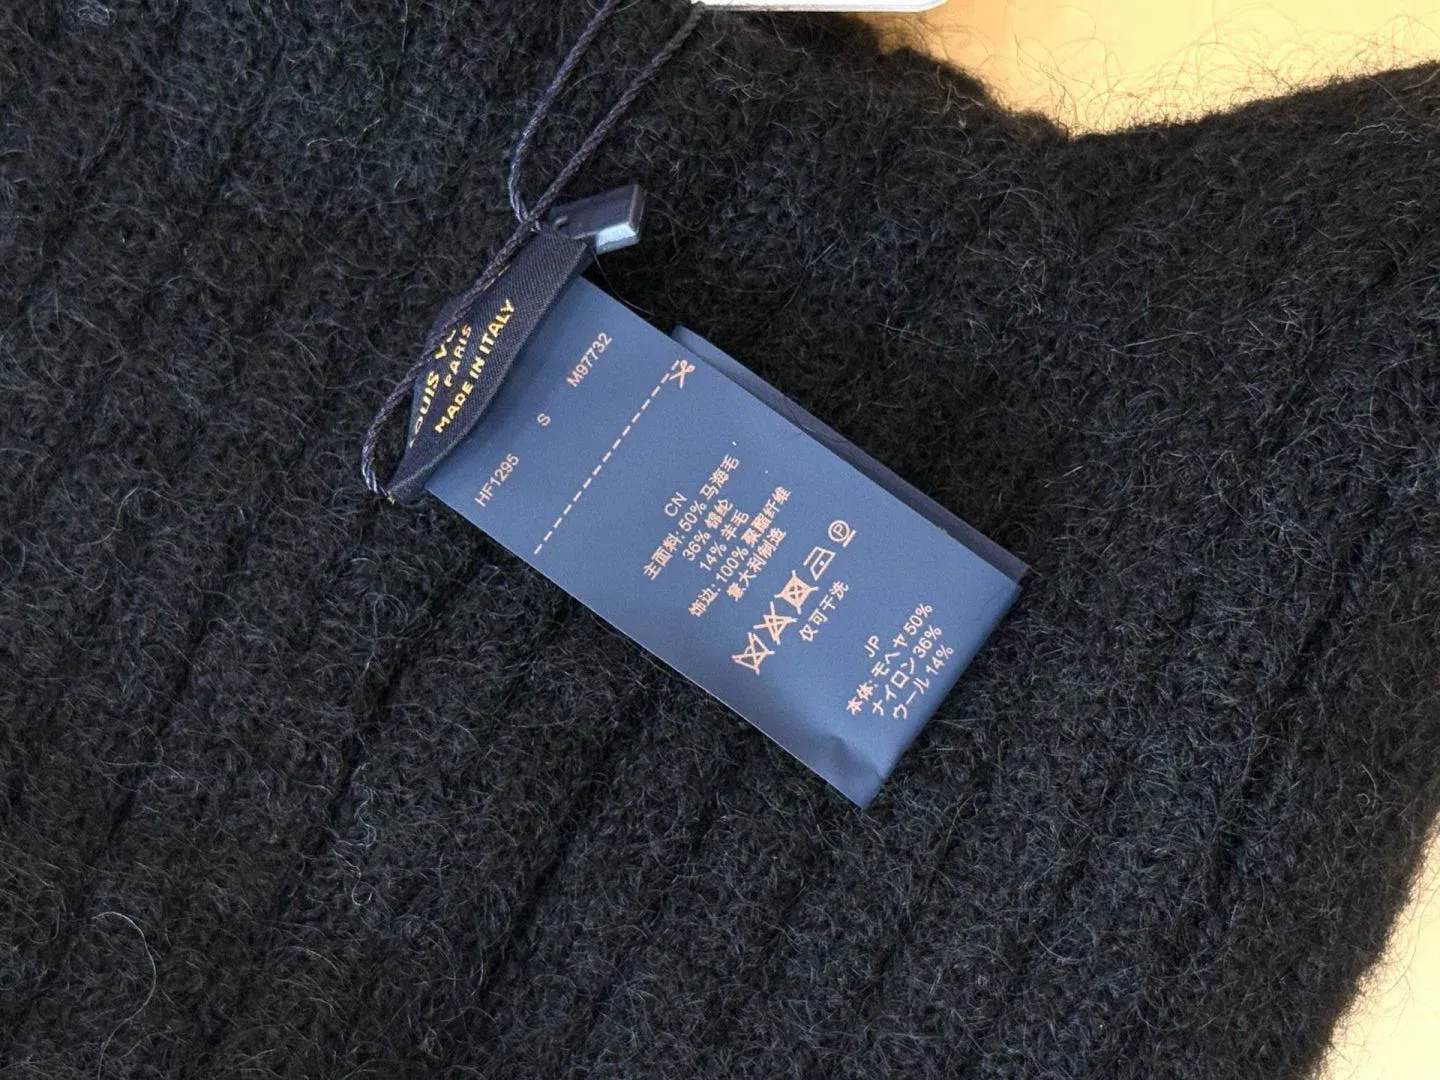 LOUIS VU
PARIS
MADE IN ITALY
HF1295 S M97732
CN
主面料: 50% 马海毛
36% 锦纶
14% 羊毛
饰边: 100% 聚酯纤维
意大利制造
仅可干洗
JP
本体: モヘヤ 50%
ナイロン 36%
ウール 14%